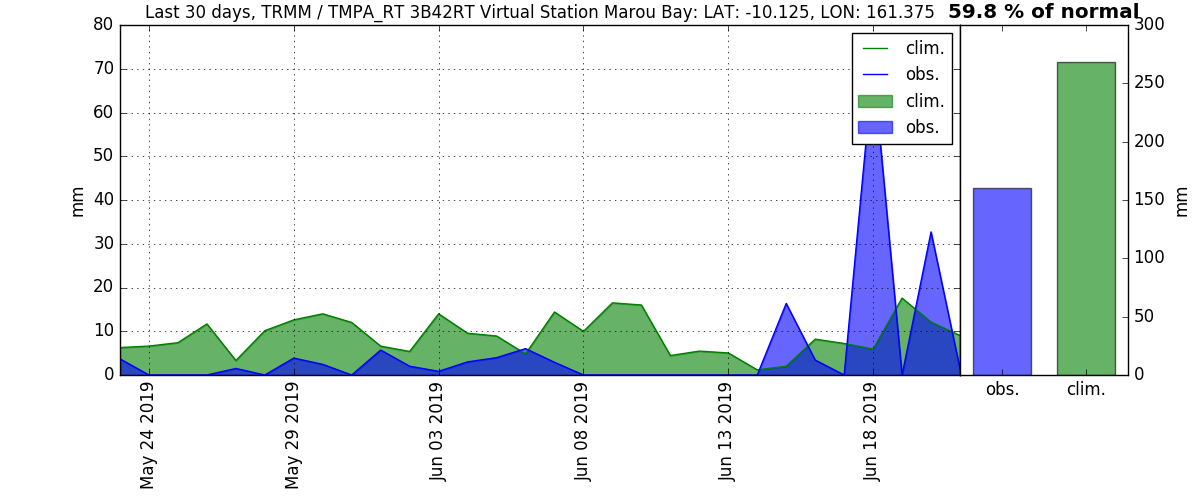 Last 30 days, TRMM / TMPA_RT 3B42RT Virtual Station Marou Bay: LAT: -10.125, LON: 161.375 59.8 % of normal
80
70
60
50
40
30
20
10
0
mm
clim.
obs.
clim.
obs.
300
250
200
150
100
50
0
mm
May 24 2019
May 29 2019
Jun 03 2019
Jun 08 2019
Jun 13 2019
Jun 18 2019
obs. clim.